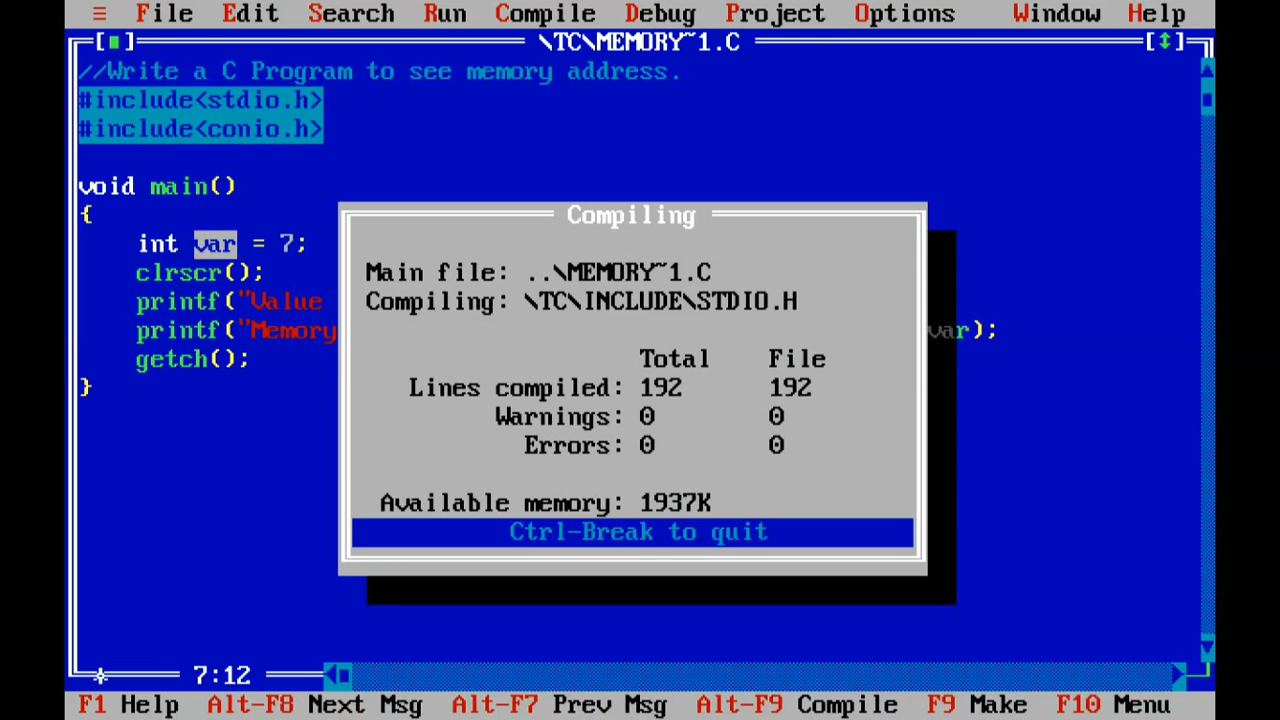 ≡ File Edit Search Run Compile Debug Project Options Window Help
[■] \TC\MEMORY~1.C [↕]
//Write a C Program to see memory address.
#include<stdio.h>
#include<conio.h>
void main()
{
int var = 7;
clrscr();
printf("Value
printf("Memory var);
getch();
}
Compiling
Main file: ..\MEMORY~1.C
Compiling: \TC\INCLUDE\STDIO.H
Total File
Lines compiled: 192 192
Warnings: 0 0
Errors: 0 0
Available memory: 1937K
Ctrl-Break to quit
7:12
F1 Help Alt-F8 Next Msg Alt-F7 Prev Msg Alt-F9 Compile F9 Make F10 Menu